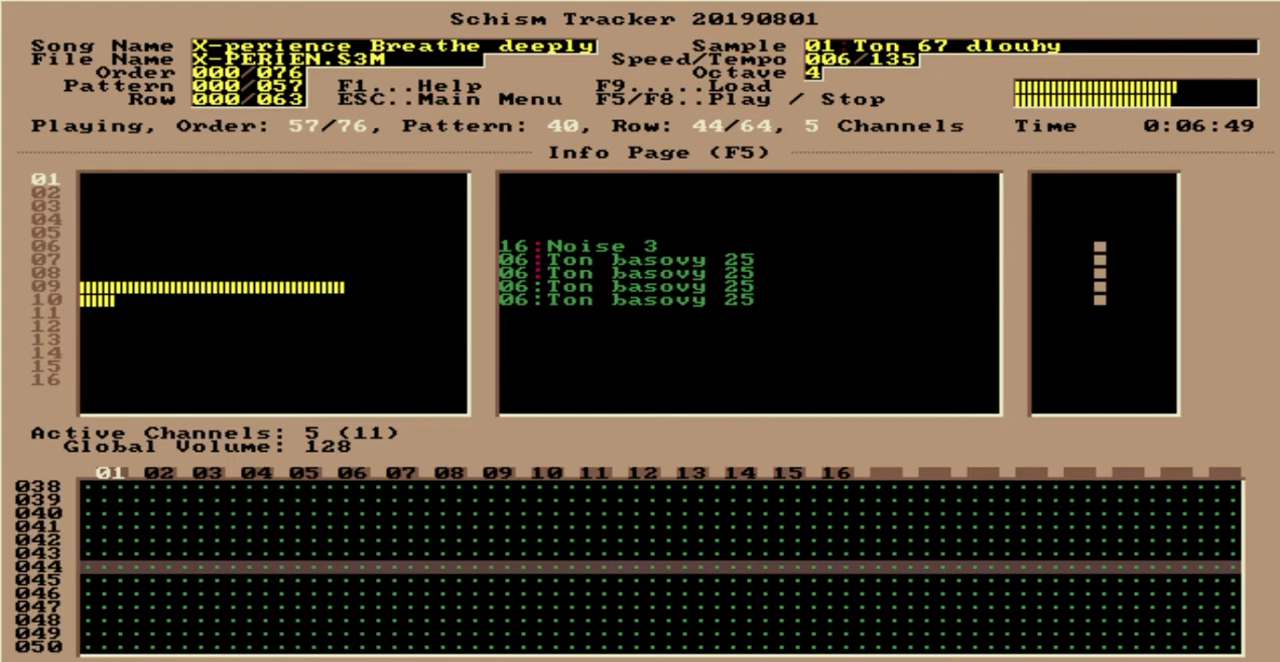 Schism Tracker 20190801
Song Name X-perience Breathe deeply Sample 01:Ton 67 dlouhy
File Name X-PERIEN.S3M Speed/Tempo 006/135
Order 000/076 Octave 4
Pattern 000/057 F1...Help F9.....Load
Row 000/063 ESC..Main Menu F5/F8..Play / Stop
Playing, Order: 57/76, Pattern: 40, Row: 44/64, 5 Channels Time 0:06:49
Info Page (F5)
01
02
03
04
05
06 16:Noise 3
07 06:Ton basovy 25
08 06:Ton basovy 25
09 06:Ton basovy 25
10 06:Ton basovy 25
11
12
13
14
15
16
Active Channels: 5 (11)
Global Volume: 128
01 02 03 04 05 06 07 08 09 10 11 12 13 14 15 16
038
039
040
041
042
043
044
045
046
047
048
049
050